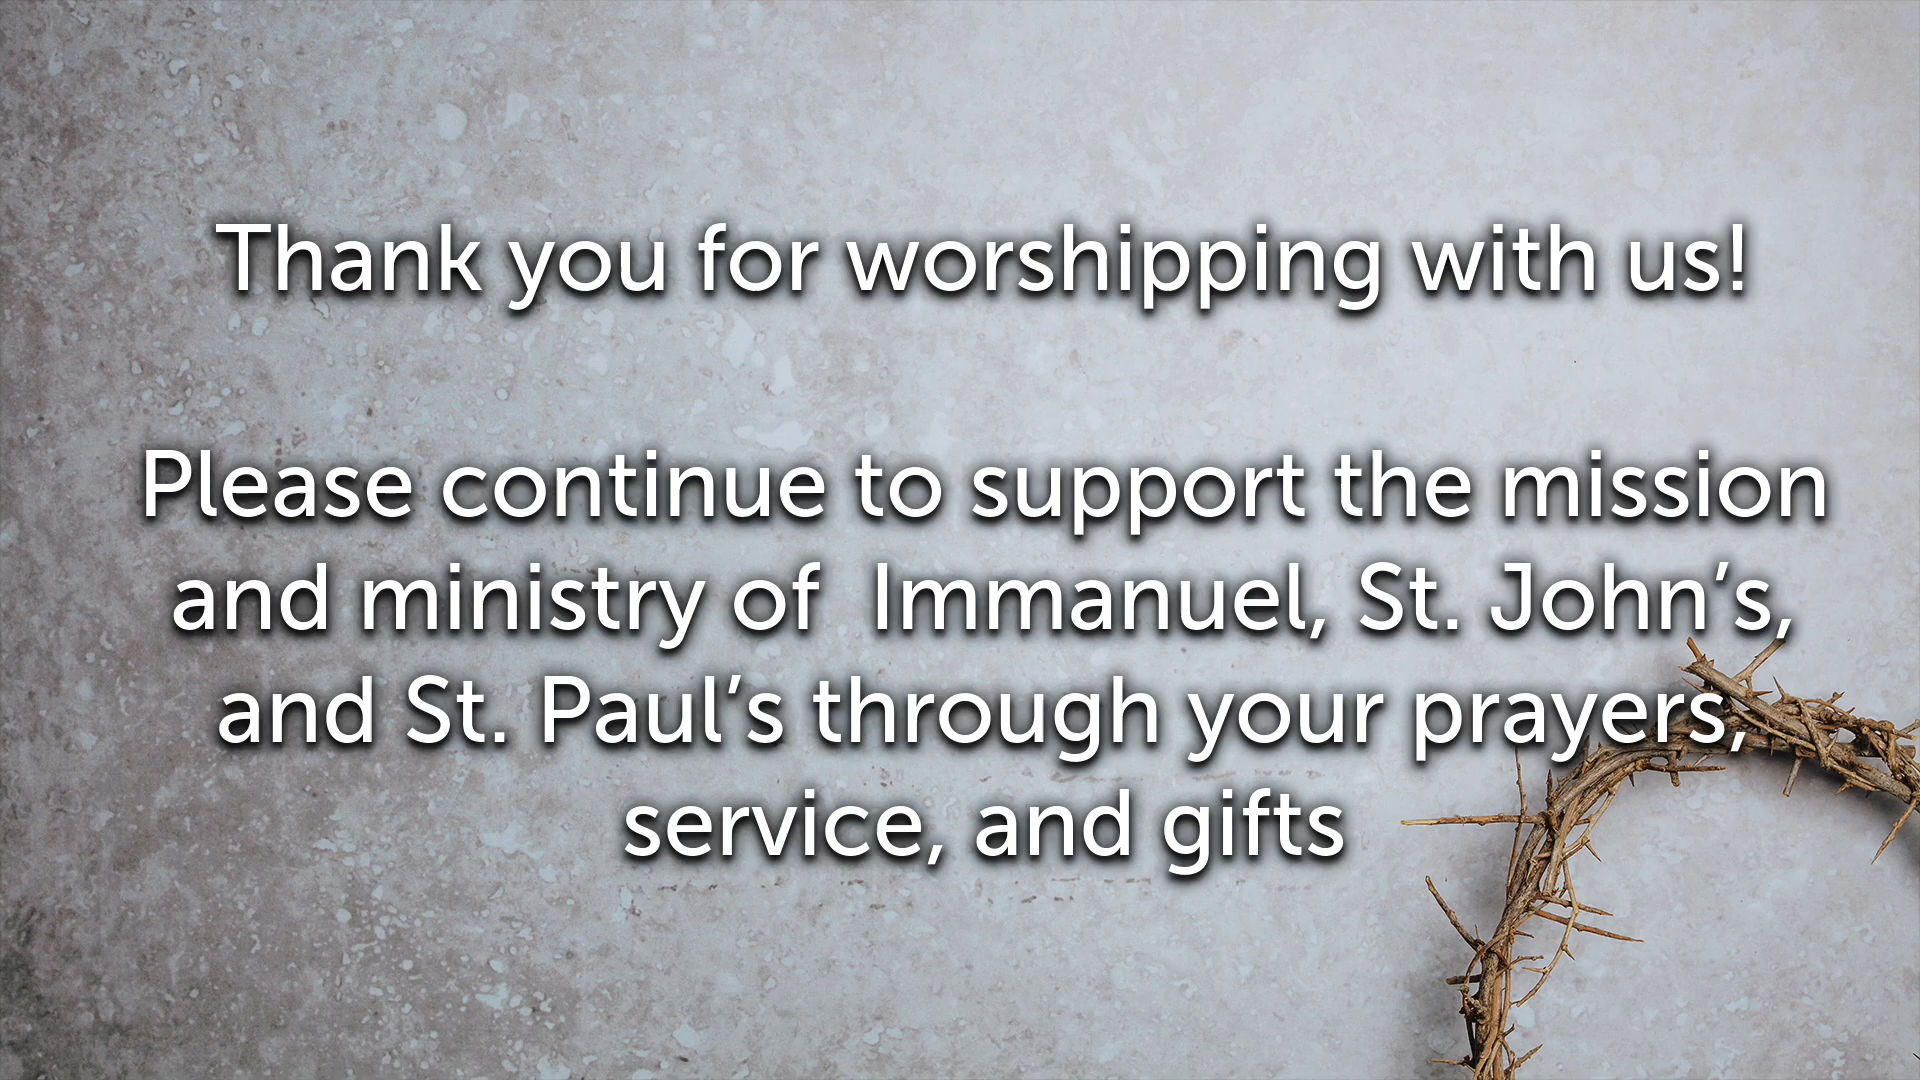 Thank you for worshipping with us!
Please continue to support the mission
and ministry of  Immanuel, St. John’s,
and St. Paul’s through your prayers,
service, and gifts